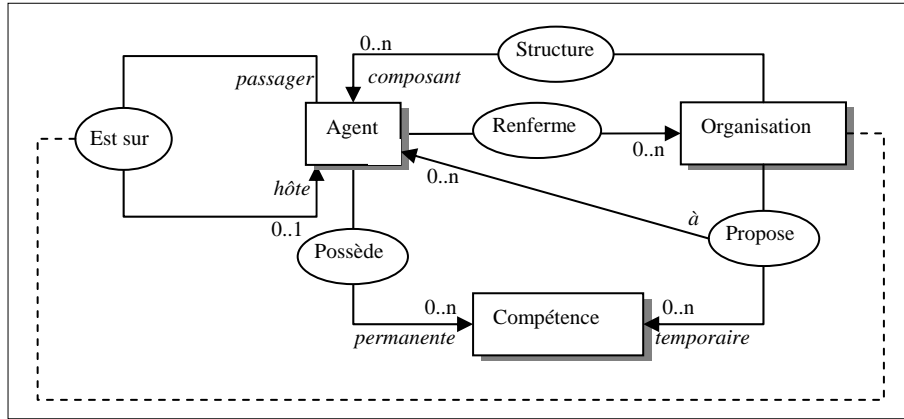 Structure
0..n
passager
composant
Est sur
Agent
Renferme
Organisation
0..n
0..n
hôte
à
0..1
Possède
Propose
0..n
Compétence
0..n
permanente
temporaire